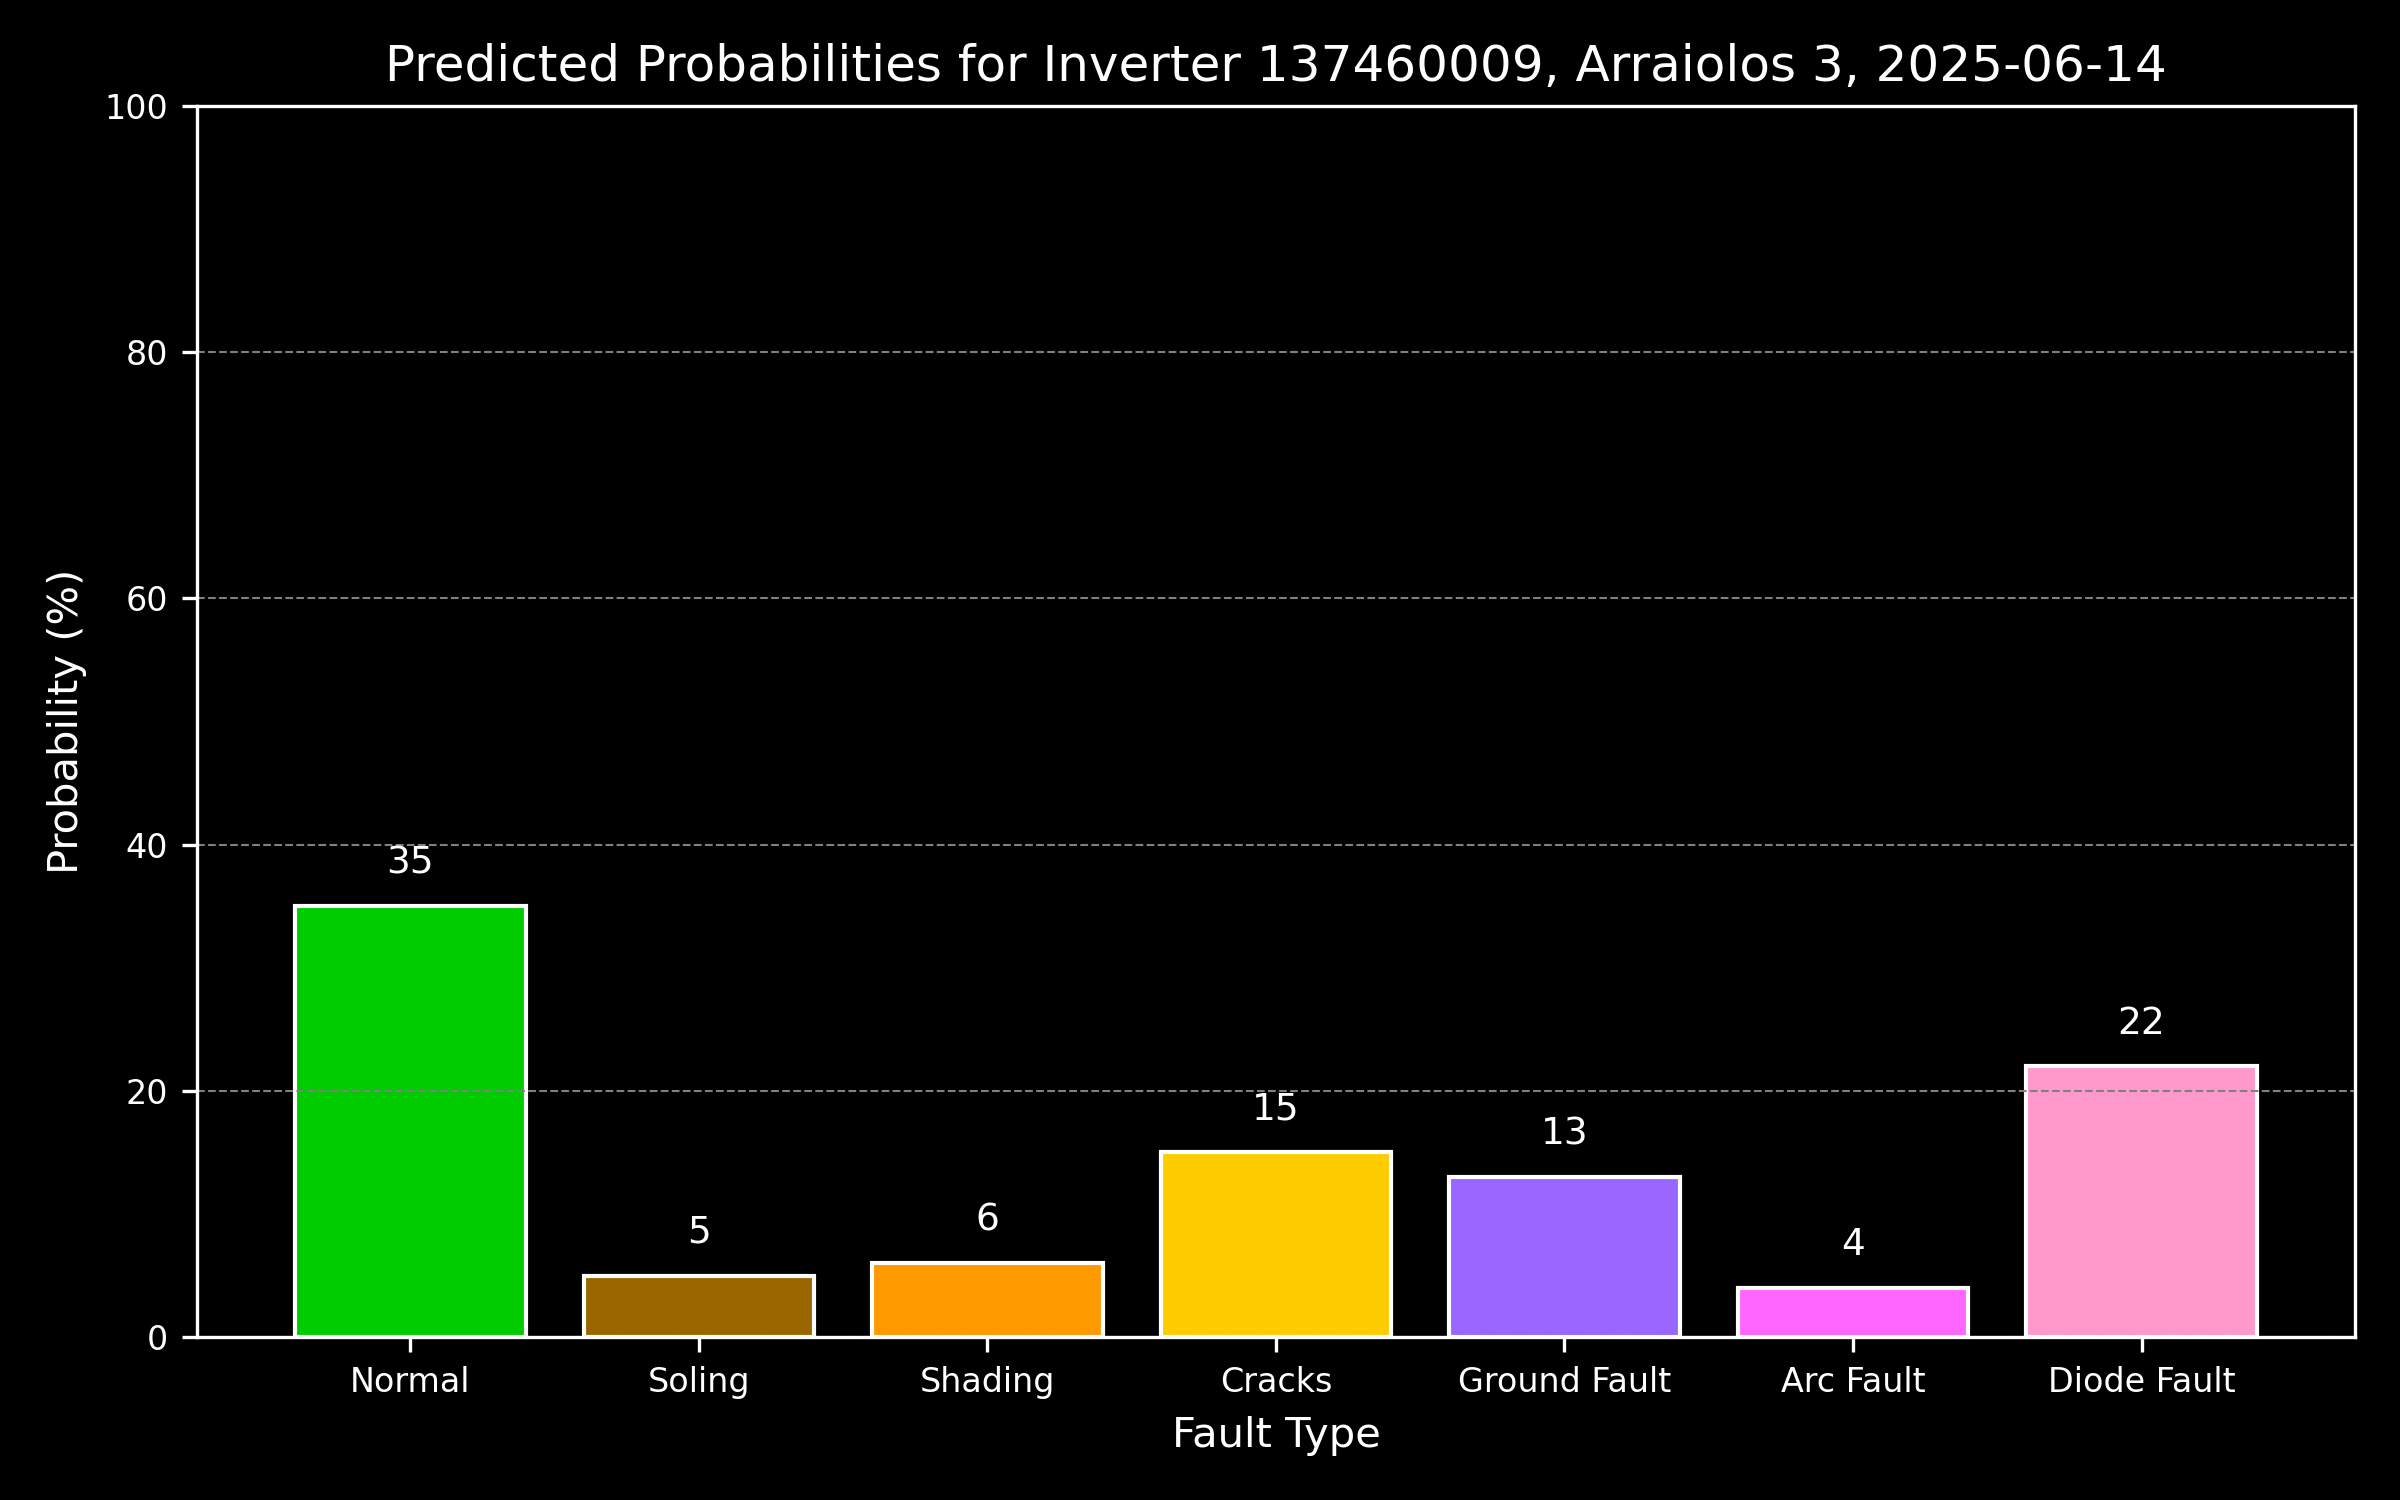 Predicted Probabilities for Inverter 137460009, Arraiolos 3, 2025-06-14
Probability (%)
100
80
60
40
20
0
35
5
6
15
13
4
22
Normal
Soling
Shading
Cracks
Ground Fault
Arc Fault
Diode Fault
Fault Type